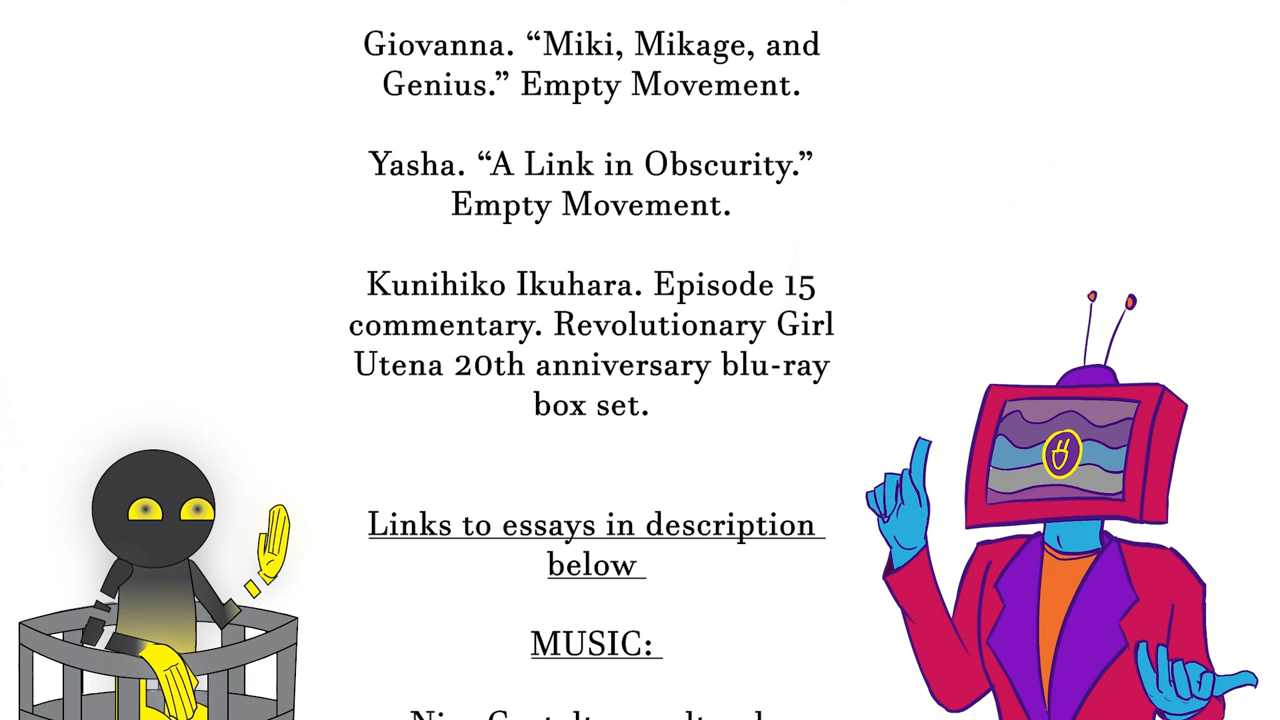 Giovanna. “Miki, Mikage, and
Genius.” Empty Movement.
Yasha. “A Link in Obscurity.”
Empty Movement.
Kunihiko Ikuhara. Episode 15
commentary. Revolutionary Girl
Utena 20th anniversary blu-ray
box set.
Links to essays in description
below
MUSIC: